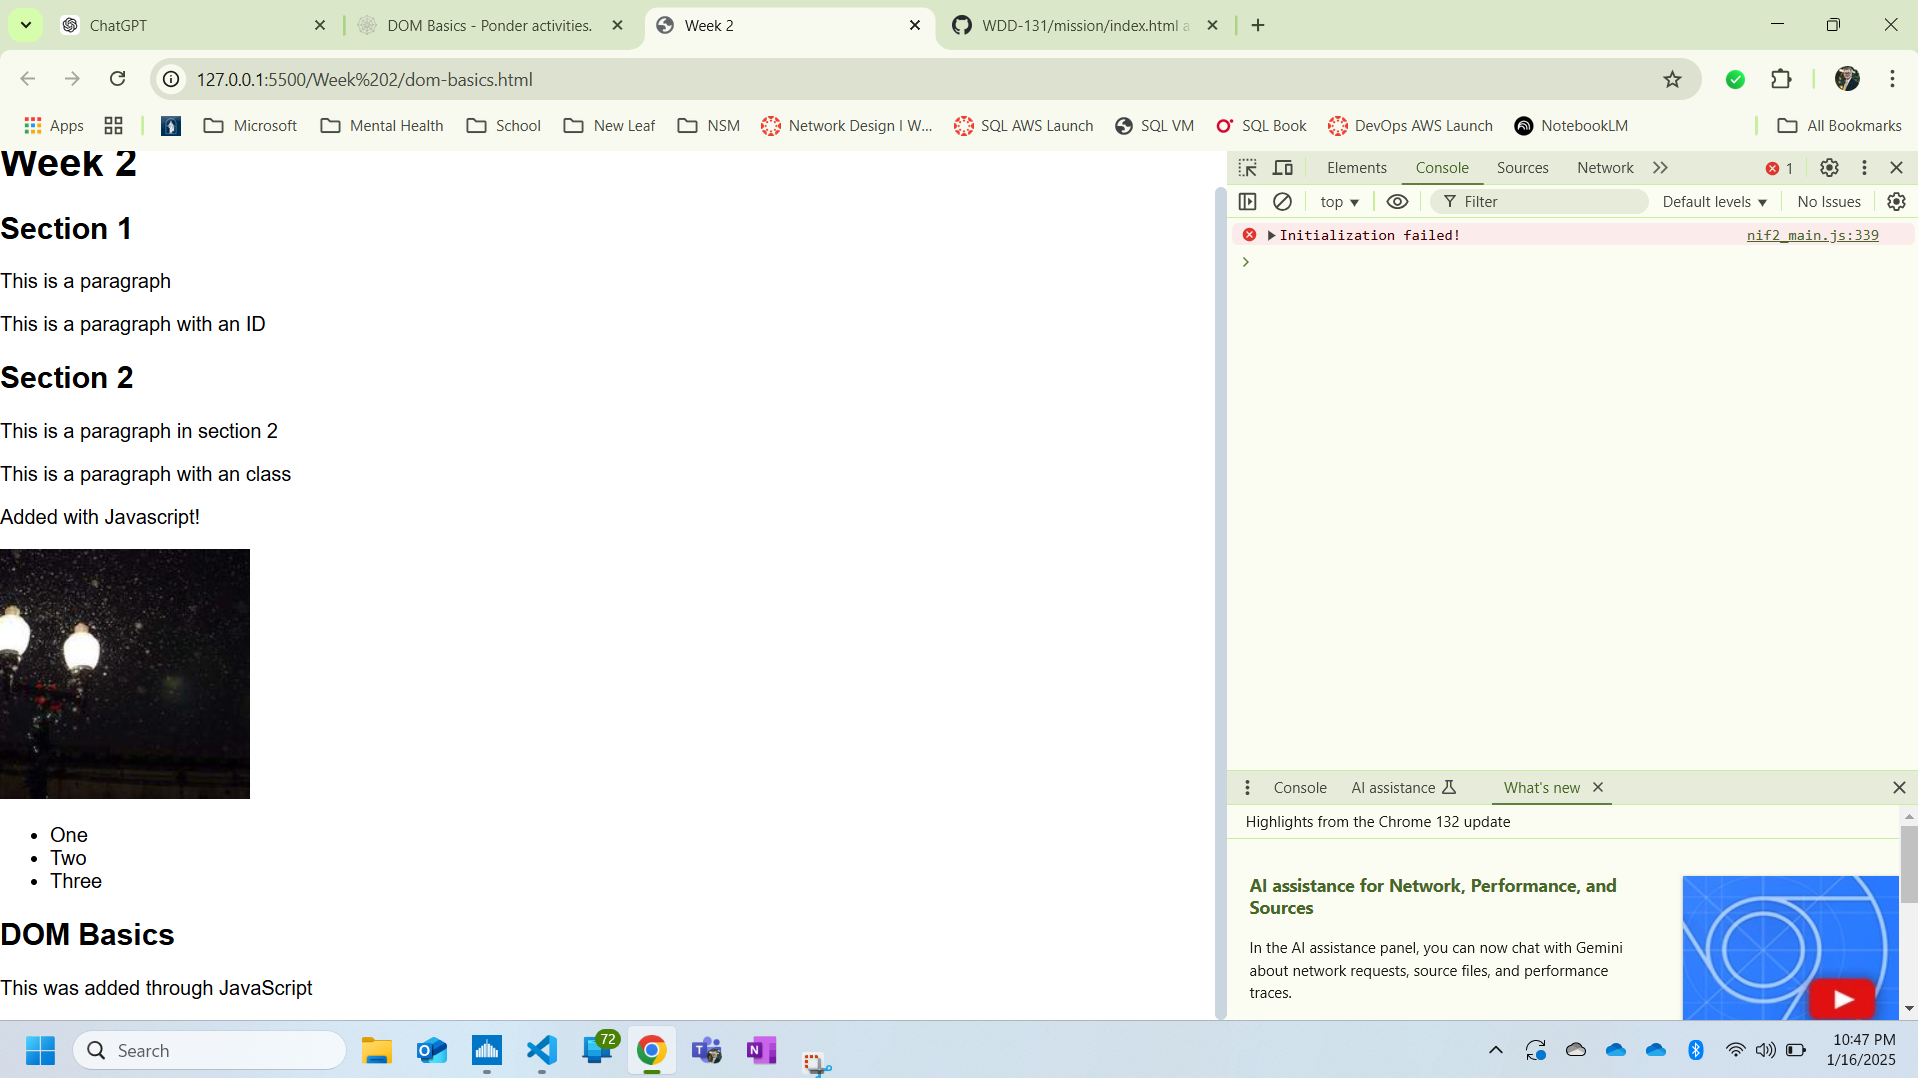 ChatGPT
DOM Basics - Ponder activities.
Week 2
WDD-131/mission/index.html a
127.0.0.1:5500/Week%202/dom-basics.html
Apps
Microsoft
Mental Health
School
New Leaf
NSM
Network Design I W...
SQL AWS Launch
SQL VM
SQL Book
DevOps AWS Launch
NotebookLM
All Bookmarks
Week 2
Section 1
This is a paragraph
This is a paragraph with an ID
Section 2
This is a paragraph in section 2
This is a paragraph with an class
Added with Javascript!
One
Two
Three
DOM Basics
This was added through JavaScript
Elements
Console
Sources
Network
1
top
Filter
Default levels
No Issues
Initialization failed!
nif2_main.js:339
Console
AI assistance
What's new
Highlights from the Chrome 132 update
AI assistance for Network, Performance, and
Sources
In the AI assistance panel, you can now chat with Gemini
about network requests, source files, and performance
traces.
Search
72
10:47 PM
1/16/2025